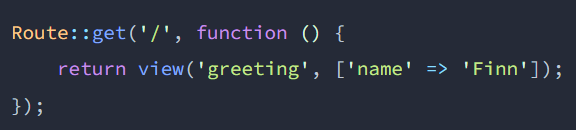 Route::get('/', function () {
    return view('greeting', ['name' => 'Finn']);
});